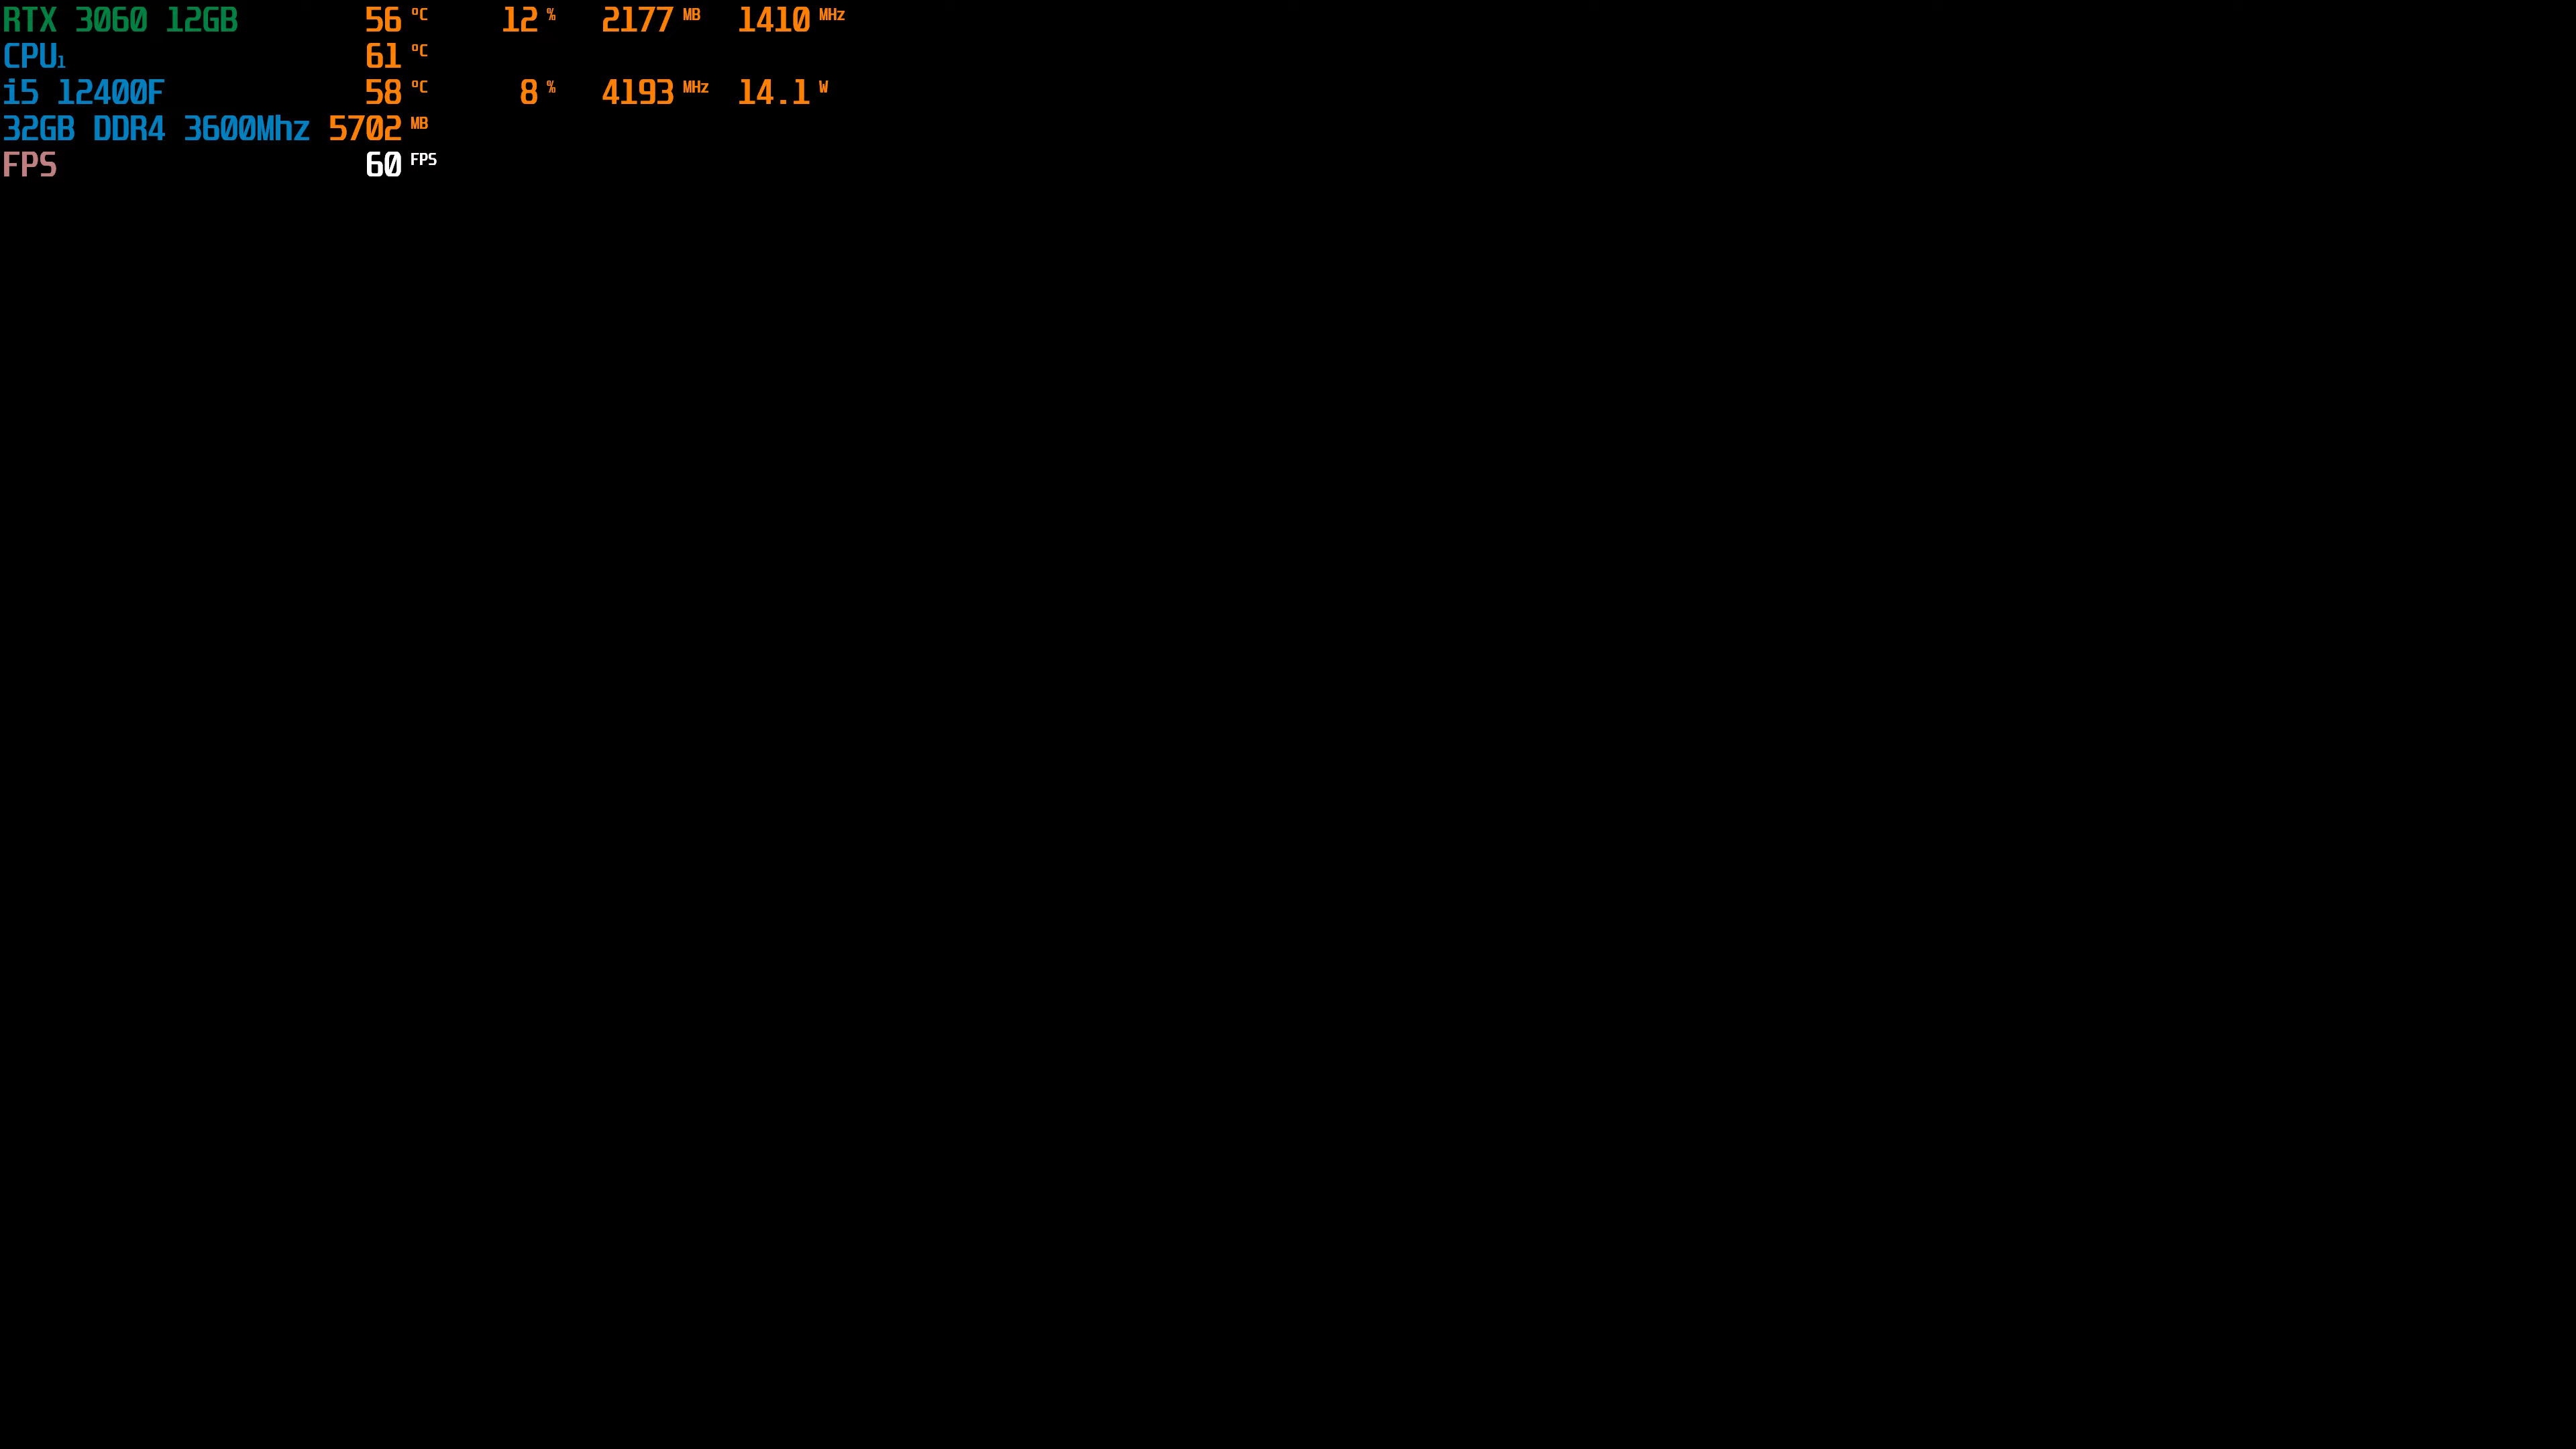 RTX 3060 12GB 56 °C 12 % 2177 MB 1410 MHz
CPU1 61 °C
i5 12400F 58 °C 8 % 4193 MHz 14.1 W
32GB DDR4 3600Mhz 5702 MB
FPS 60 FPS